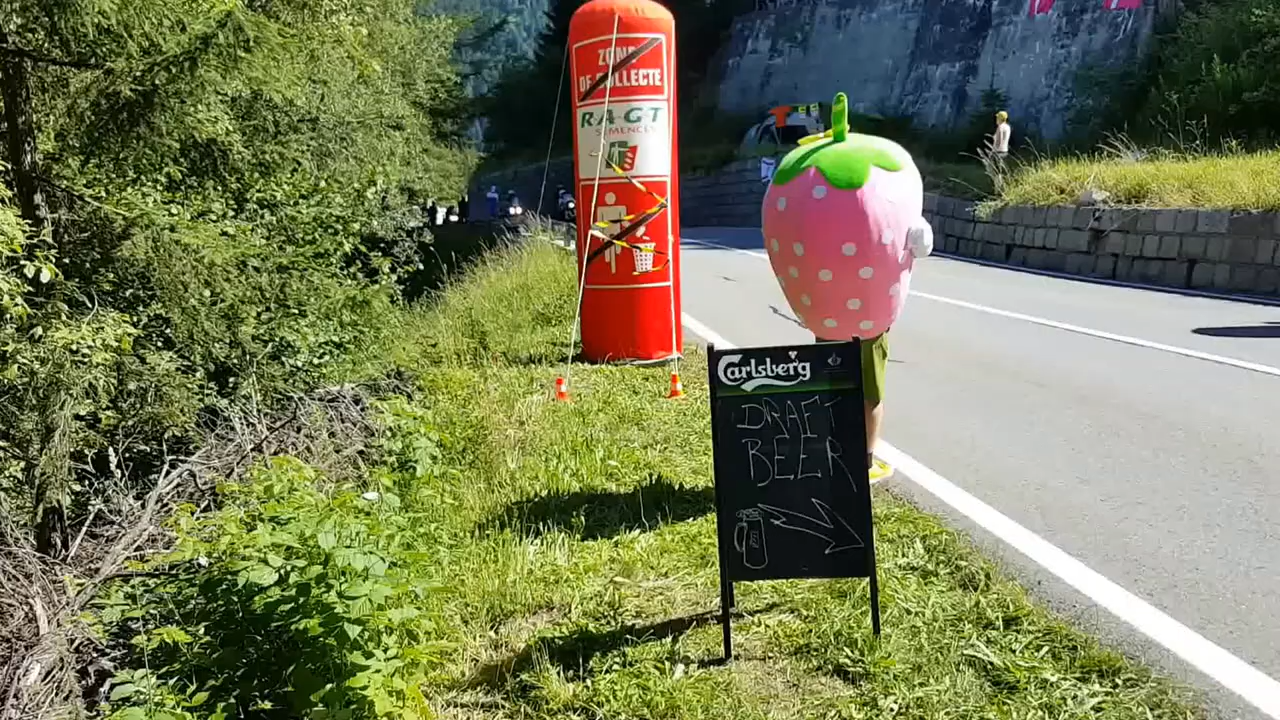 ZONE
DE COLLECTE
RAGT
SEMENCES
Carlsberg
DRAFT
BEER